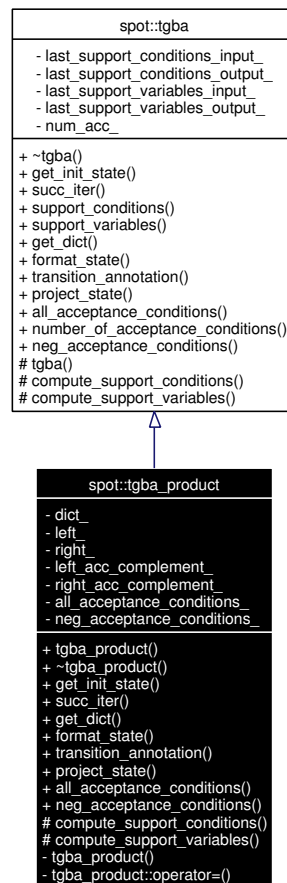 spot::tgba
- last_support_conditions_input_
- last_support_conditions_output_
- last_support_variables_input_
- last_support_variables_output_
- num_acc_
+ ~tgba()
+ get_init_state()
+ succ_iter()
+ support_conditions()
+ support_variables()
+ get_dict()
+ format_state()
+ transition_annotation()
+ project_state()
+ all_acceptance_conditions()
+ number_of_acceptance_conditions()
+ neg_acceptance_conditions()
# tgba()
# compute_support_conditions()
# compute_support_variables()
spot::tgba_product
- dict_
- left_
- right_
- left_acc_complement_
- right_acc_complement_
- all_acceptance_conditions_
- neg_acceptance_conditions_
+ tgba_product()
+ ~tgba_product()
+ get_init_state()
+ succ_iter()
+ get_dict()
+ format_state()
+ transition_annotation()
+ project_state()
+ all_acceptance_conditions()
+ neg_acceptance_conditions()
# compute_support_conditions()
# compute_support_variables()
- tgba_product()
- tgba_product::operator=()